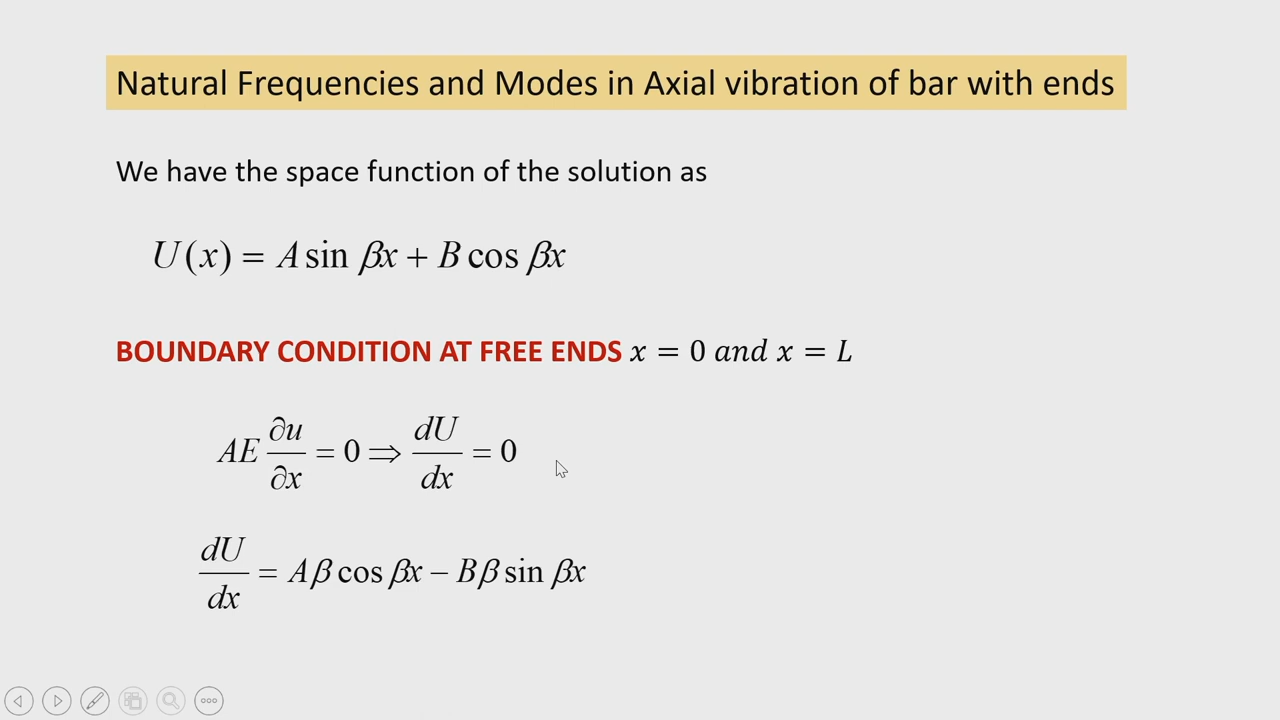 Natural Frequencies and Modes in Axial vibration of bar with ends
We have the space function of the solution as
U(x) = A sin βx + B cos βx
BOUNDARY CONDITION AT FREE ENDS x = 0 and x = L
AE ∂u/∂x = 0 ⇒ dU/dx = 0
dU/dx = Aβ cos βx − Bβ sin βx